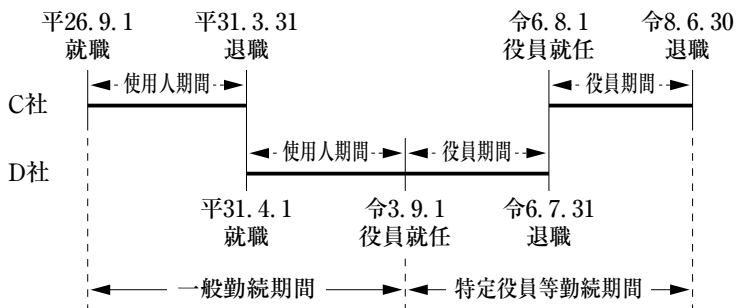 平26.9.1
就職
平31.3.31
退職
令6.8.1
役員就任
令8.6.30
退職
使用人期間
役員期間
C社
使用人期間
役員期間
D社
平31.4.1
就職
令3.9.1
役員就任
令6.7.31
退職
一般勤続期間
特定役員等勤続期間